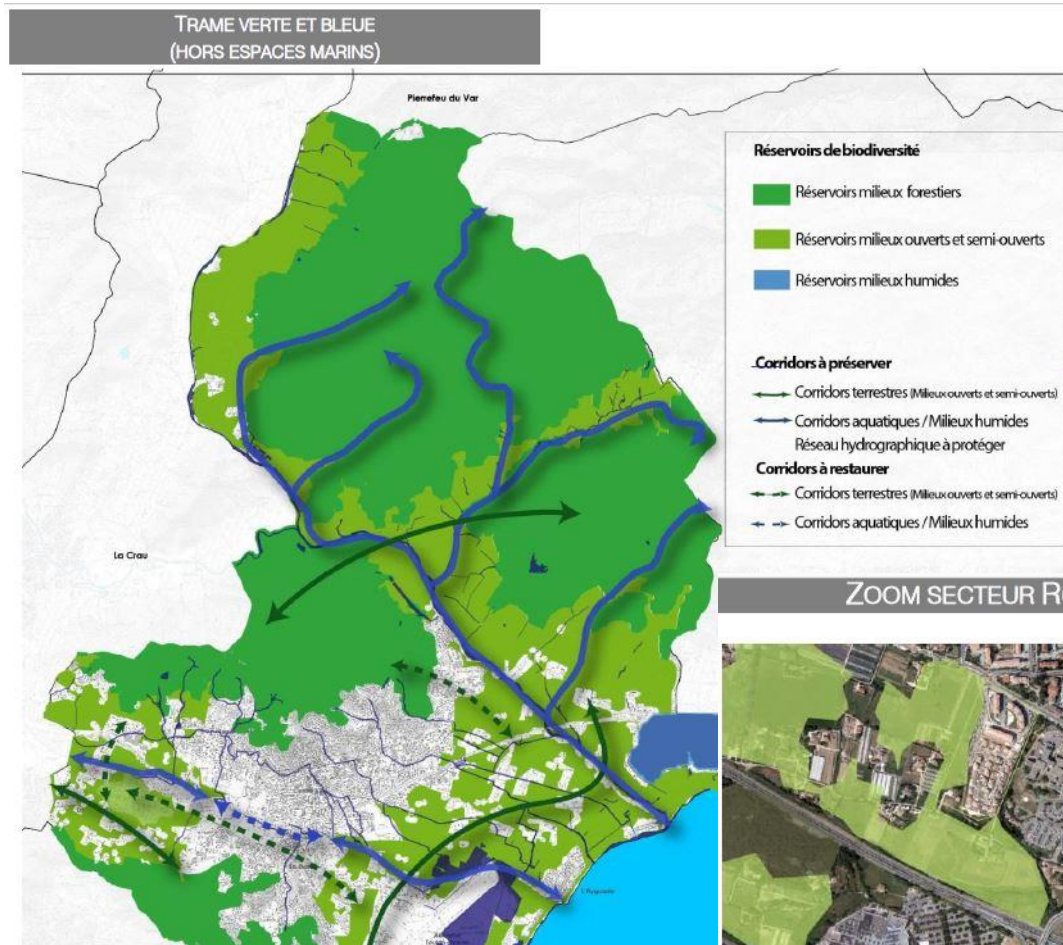 TRAME VERTE ET BLEUE
(HORS ESPACES MARINS)
Pierrefeu du Var
Réservoirs de biodiversité
Réservoirs milieux forestiers
Réservoirs milieux ouverts et semi-ouverts
Réservoirs milieux humides
Corridors à préserver
Corridors terrestres (Milieux ouverts et semi-ouverts)
Corridors aquatiques / Milieux humides
Réseau hydrographique à protéger
Corridors à restaurer
Corridors terrestres (Milieux ouverts et semi-ouverts)
Corridors aquatiques / Milieux humides
La Crau
ZOOM SECTEUR